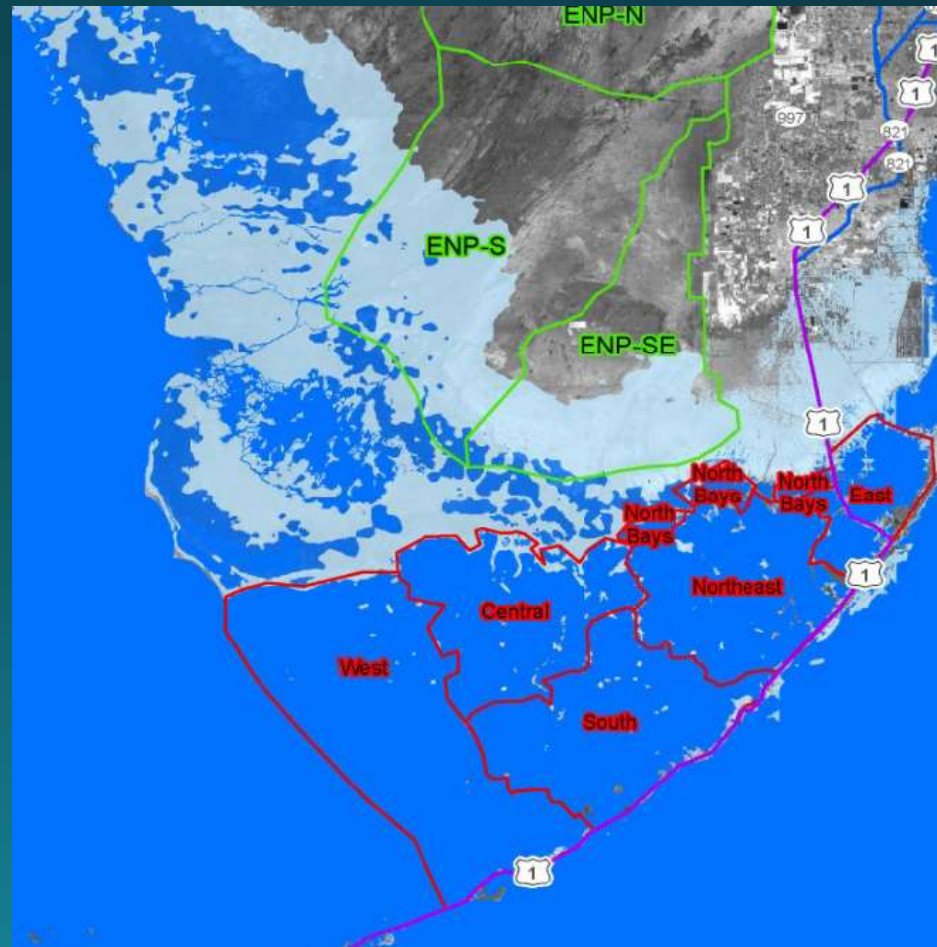 ENP-N
1
1
997
821
821
1
1
ENP-S
ENP-SE
1
North
Bays
North
Bays
East
North
Bays
1
Northeast
Central
West
South
1